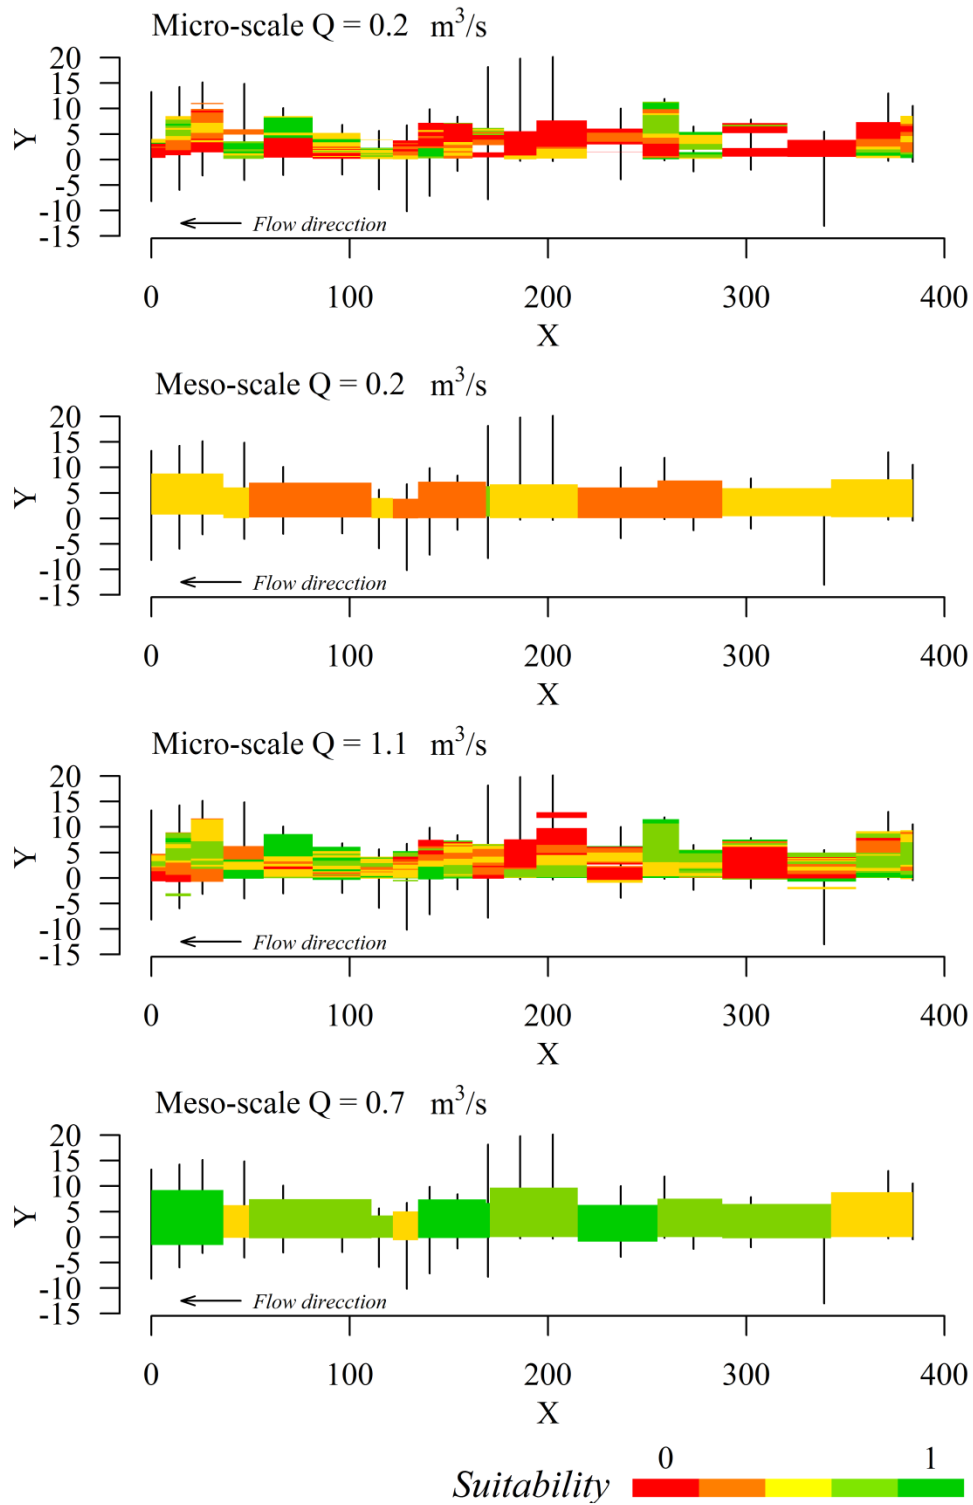 Micro-scale Q = 0.2 m³/s
20
15
10
5
0
-5
-10
-15
Y
Flow direcction
0 100 200 300 400
X
Meso-scale Q = 0.2 m³/s
20
15
10
5
0
-5
-10
-15
Y
Flow direcction
0 100 200 300 400
X
Micro-scale Q = 1.1 m³/s
20
15
10
5
0
-5
-10
-15
Y
Flow direcction
0 100 200 300 400
X
Meso-scale Q = 0.7 m³/s
20
15
10
5
0
-5
-10
-15
Y
Flow direcction
0 100 200 300 400
X
0 1
Suitability